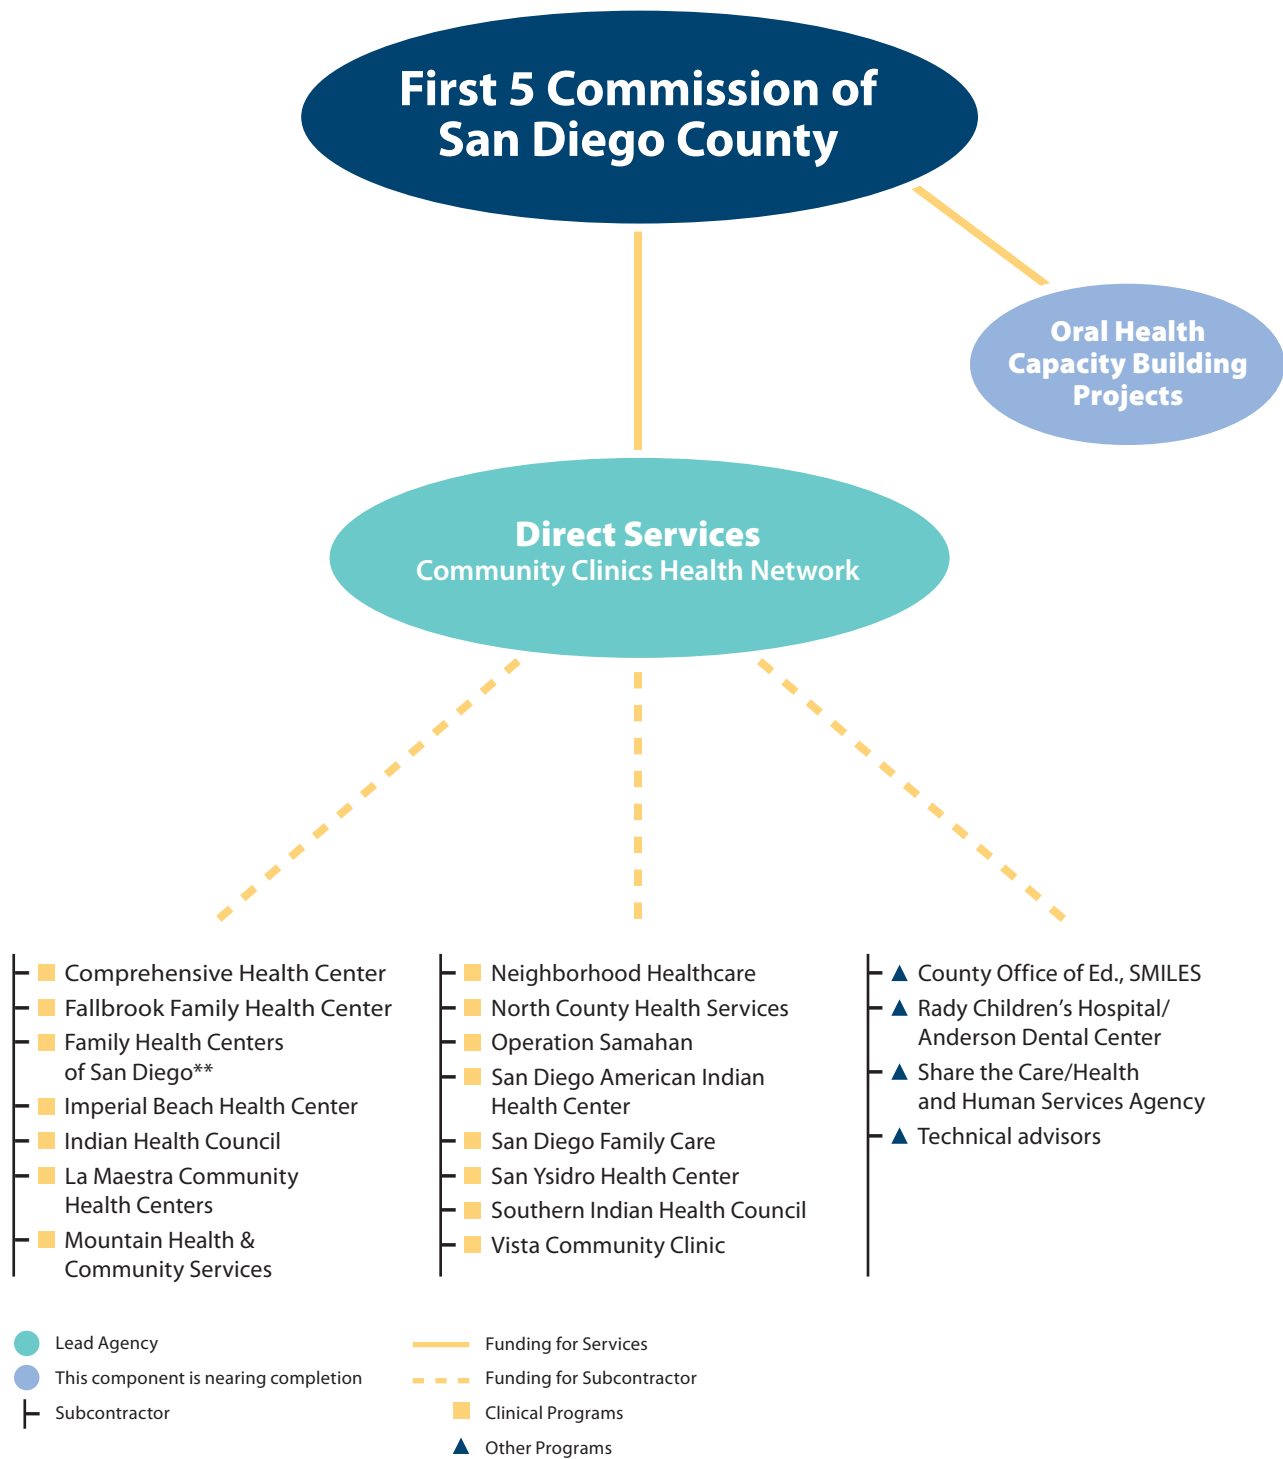 First 5 Commission of
San Diego County
Oral Health
Capacity Building
Projects
Direct Services
Community Clinics Health Network
Comprehensive Health Center
Fallbrook Family Health Center
Family Health Centers
of San Diego**
Imperial Beach Health Center
Indian Health Council
La Maestra Community
Health Centers
Mountain Health &
Community Services
Neighborhood Healthcare
North County Health Services
Operation Samahan
San Diego American Indian
Health Center
San Diego Family Care
San Ysidro Health Center
Southern Indian Health Council
Vista Community Clinic
County Office of Ed., SMILES
Rady Children’s Hospital/
Anderson Dental Center
Share the Care/Health
and Human Services Agency
Technical advisors
Lead Agency
This component is nearing completion
Subcontractor
Funding for Services
Funding for Subcontractor
Clinical Programs
Other Programs